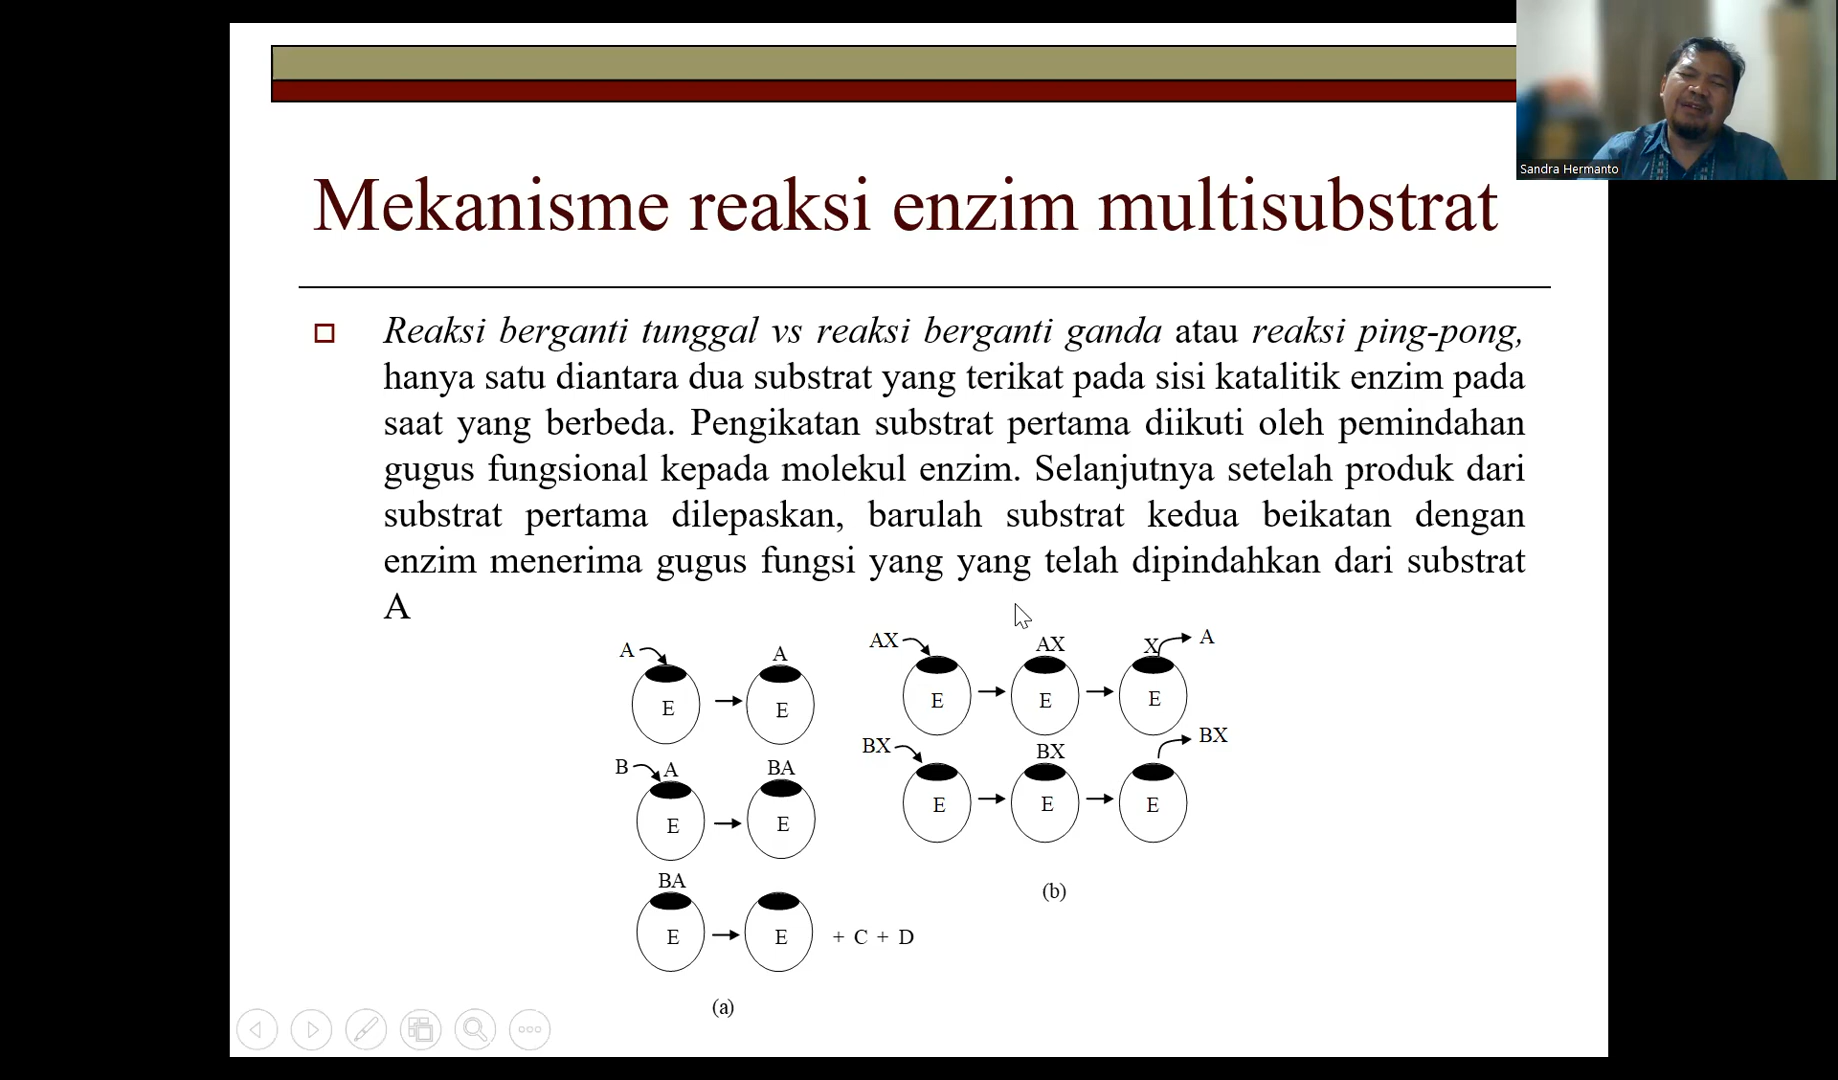 Sandra Hermanto
Mekanisme reaksi enzim multisubstrat
Reaksi berganti tunggal vs reaksi berganti ganda atau reaksi ping-pong,
hanya satu diantara dua substrat yang terikat pada sisi katalitik enzim pada
saat yang berbeda. Pengikatan substrat pertama diikuti oleh pemindahan
gugus fungsional kepada molekul enzim. Selanjutnya setelah produk dari
substrat pertama dilepaskan, barulah substrat kedua beikatan dengan
enzim menerima gugus fungsi yang yang telah dipindahkan dari substrat
A
A A
E E
B A BA
E E
BA
E E + C + D
(a)
AX AX X A
E E E
BX BX BX
E E E
(b)